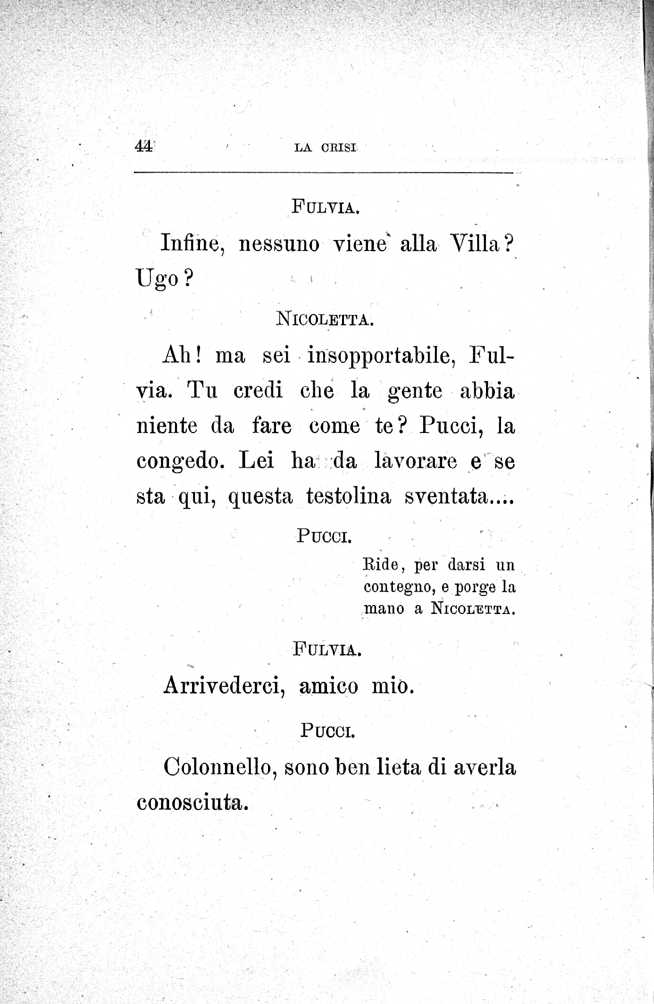 44 LA CRISI
FULVIA.
Infine, nessuno viene alla Villa?
Ugo?
NICOLETTA.
Ah! ma sei insopportabile, Ful-
via. Tu credi che la gente abbia
niente da fare come te? Pucci, la
congedo. Lei ha da lavorare e se
sta qui, questa testolina sventata....
PUCCI.
Ride, per darsi un
contegno, e porge la
mano a NICOLETTA.
FULVIA.
Arrivederci, amico mio.
PUCCI.
Colonnello, sono ben lieta di averla
conosciuta.